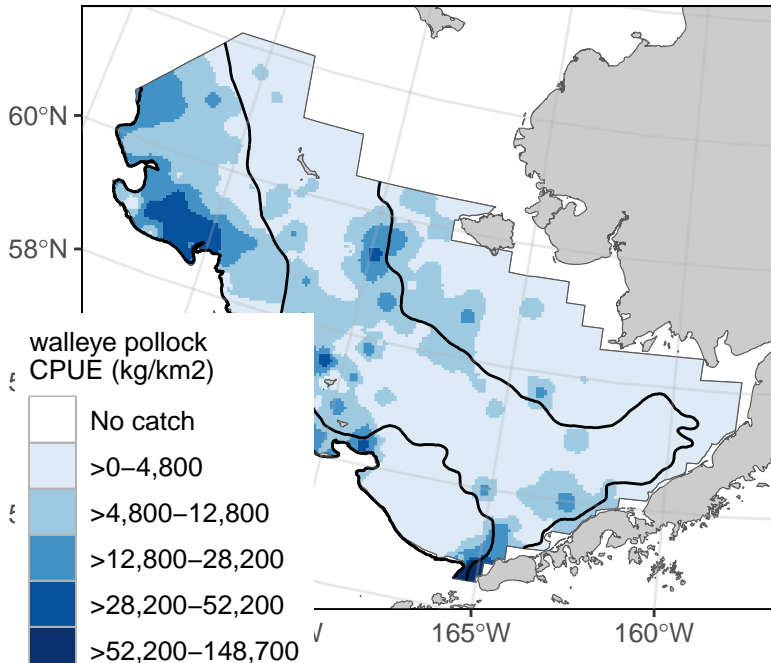 60°N
58°N
walleye pollock
CPUE (kg/km2)
No catch
>0–4,800
>4,800–12,800
>12,800–28,200
>28,200–52,200
>52,200–148,700
165°W
160°W